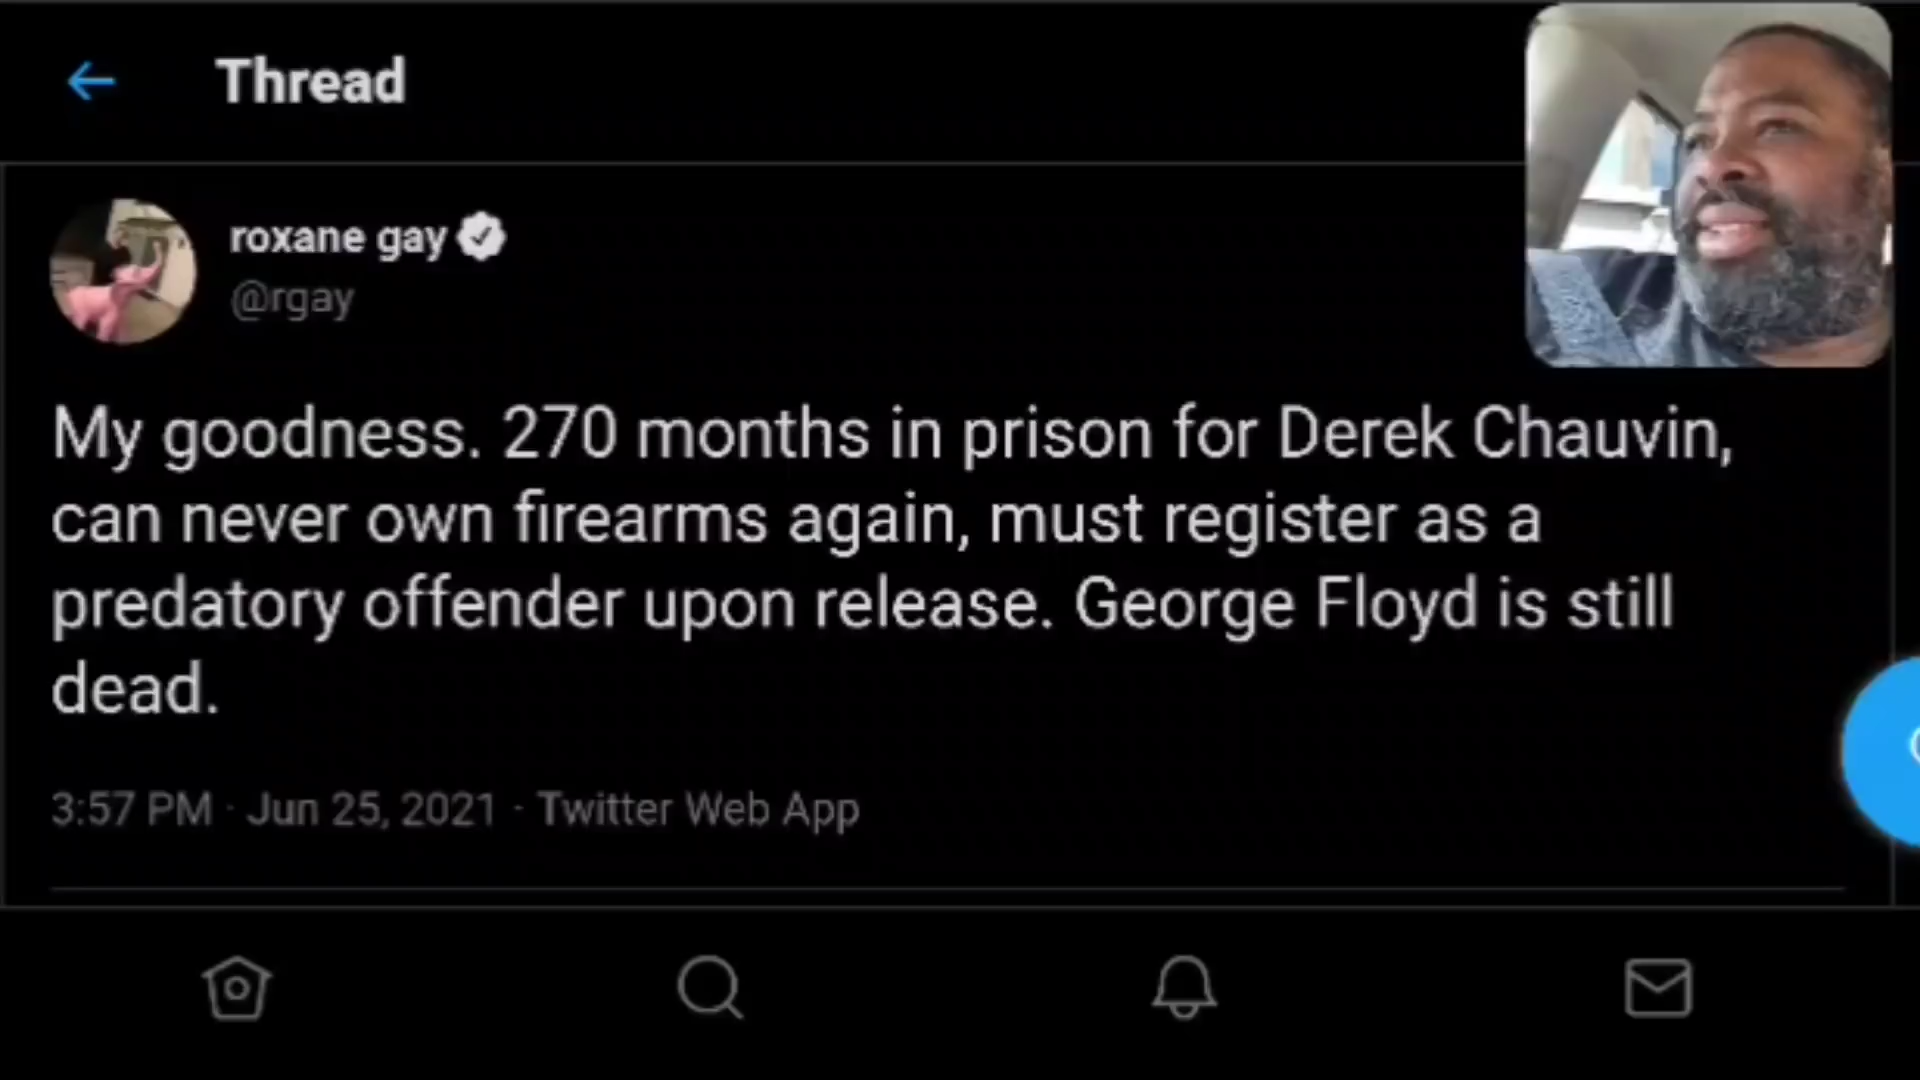 Thread
roxane gay
@rgay
My goodness. 270 months in prison for Derek Chauvin,
can never own firearms again, must register as a
predatory offender upon release. George Floyd is still
dead.
3:57 PM · Jun 25, 2021 · Twitter Web App